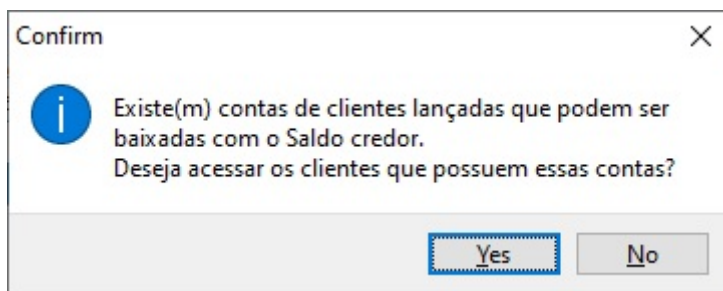 Confirm
Existe(m) contas de clientes lançadas que podem ser
baixadas com o Saldo credor.
Deseja acessar os clientes que possuem essas contas?
Yes
No